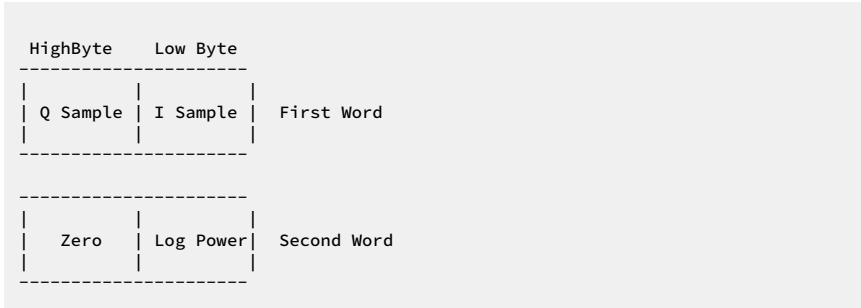 HighByte Low Byte
Q Sample I Sample First Word
Zero Log Power Second Word